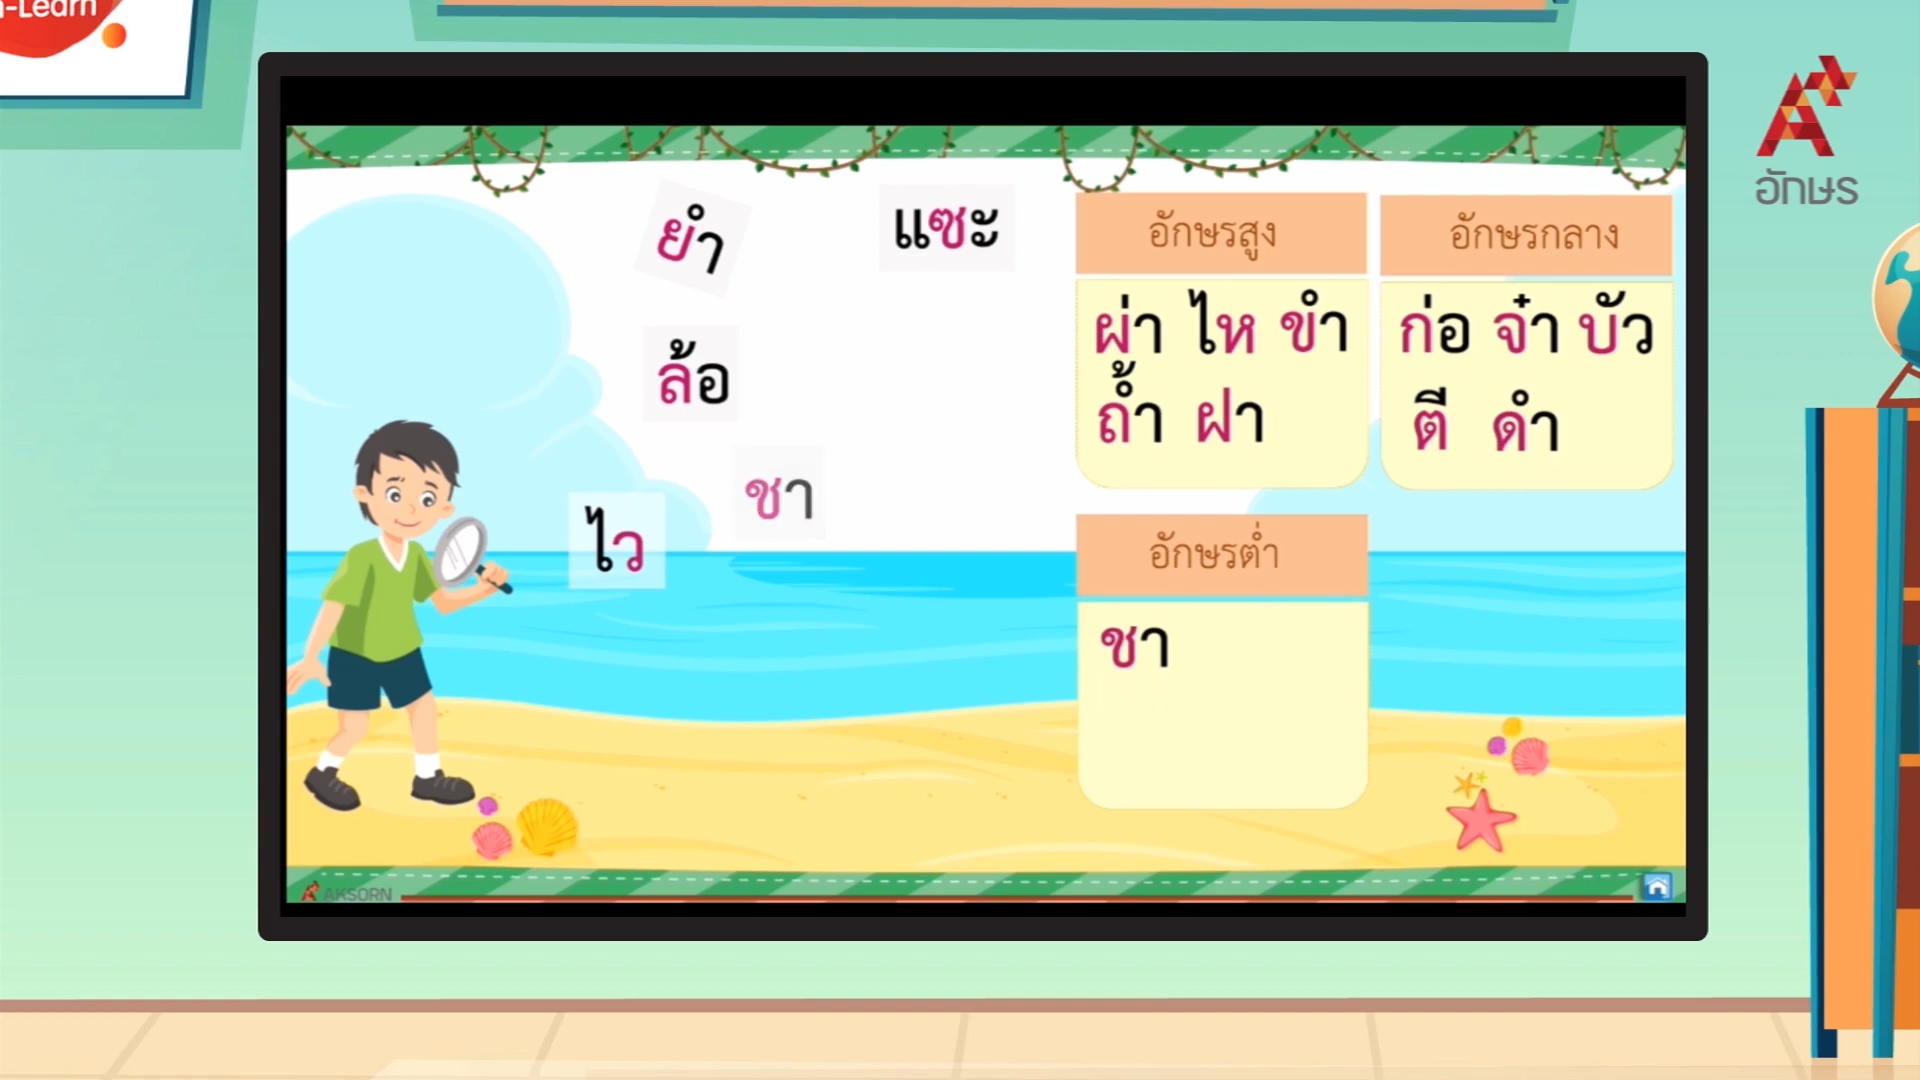 -Learn
อักษร
ยำ
แซะ
ล้อ
ชา
ไว
อักษรสูง
ผ่า ไห ขำ
ถ้ำ ฝา
อักษรกลาง
ก่อ จ๋า บัว
ตี ดำ
อักษรต่ำ
ชา
AKSORN